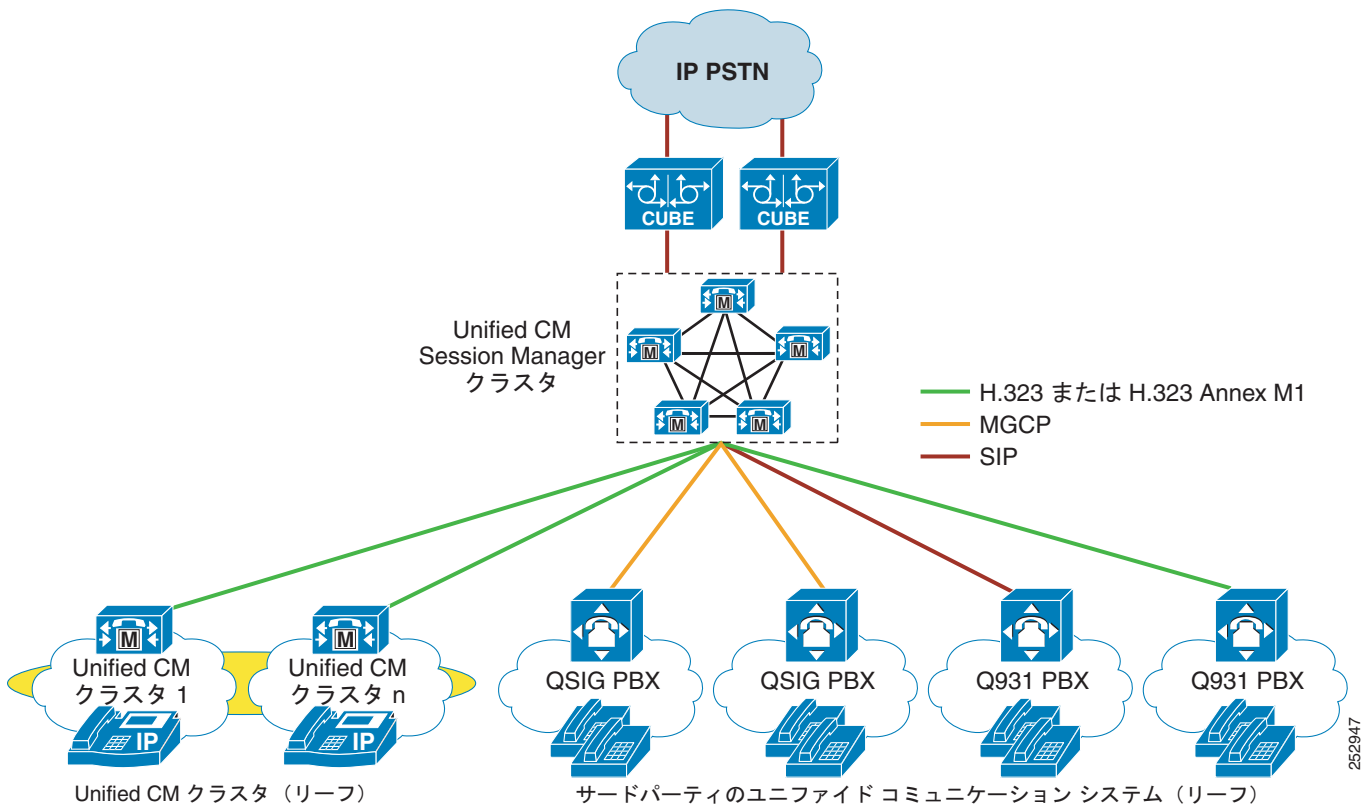 IP PSTN
CUBE
CUBE
M
M
M
M
M
Unified CM
Session Manager
クラスタ
H.323 または H.323 Annex M1
MGCP
SIP
M
M
Unified CM
クラスタ 1
Unified CM
クラスタ n
QSIG PBX
QSIG PBX
Q931 PBX
Q931 PBX
IP
IP
Unified CM クラスタ（リーフ）
サードパーティのユニファイド コミュニケーション システム（リーフ）
252947